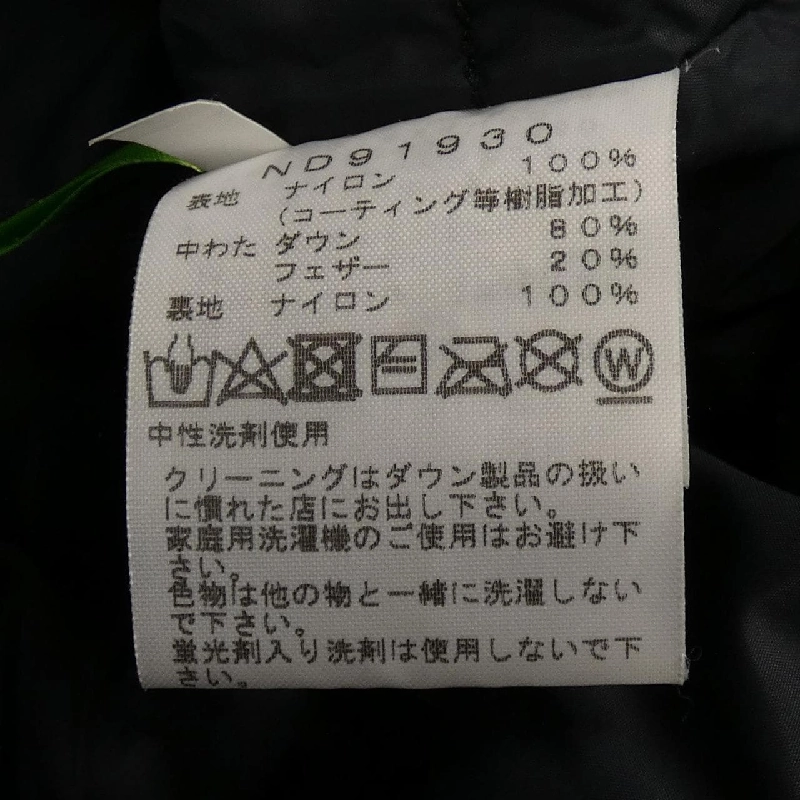 ND91930
表地 ナイロン 100%
(コーティング等樹脂加工)
中わた ダウン 80%
フェザー 20%
裏地 ナイロン 100%
W
中性洗剤使用
クリーニングはダウン製品の扱い
に慣れた店にお出し下さい。
家庭用洗濯機のご使用はお避け下
さい。
色物は他の物と一緒に洗濯しない
で下さい。
蛍光剤入り洗剤は使用しないで下
さい。